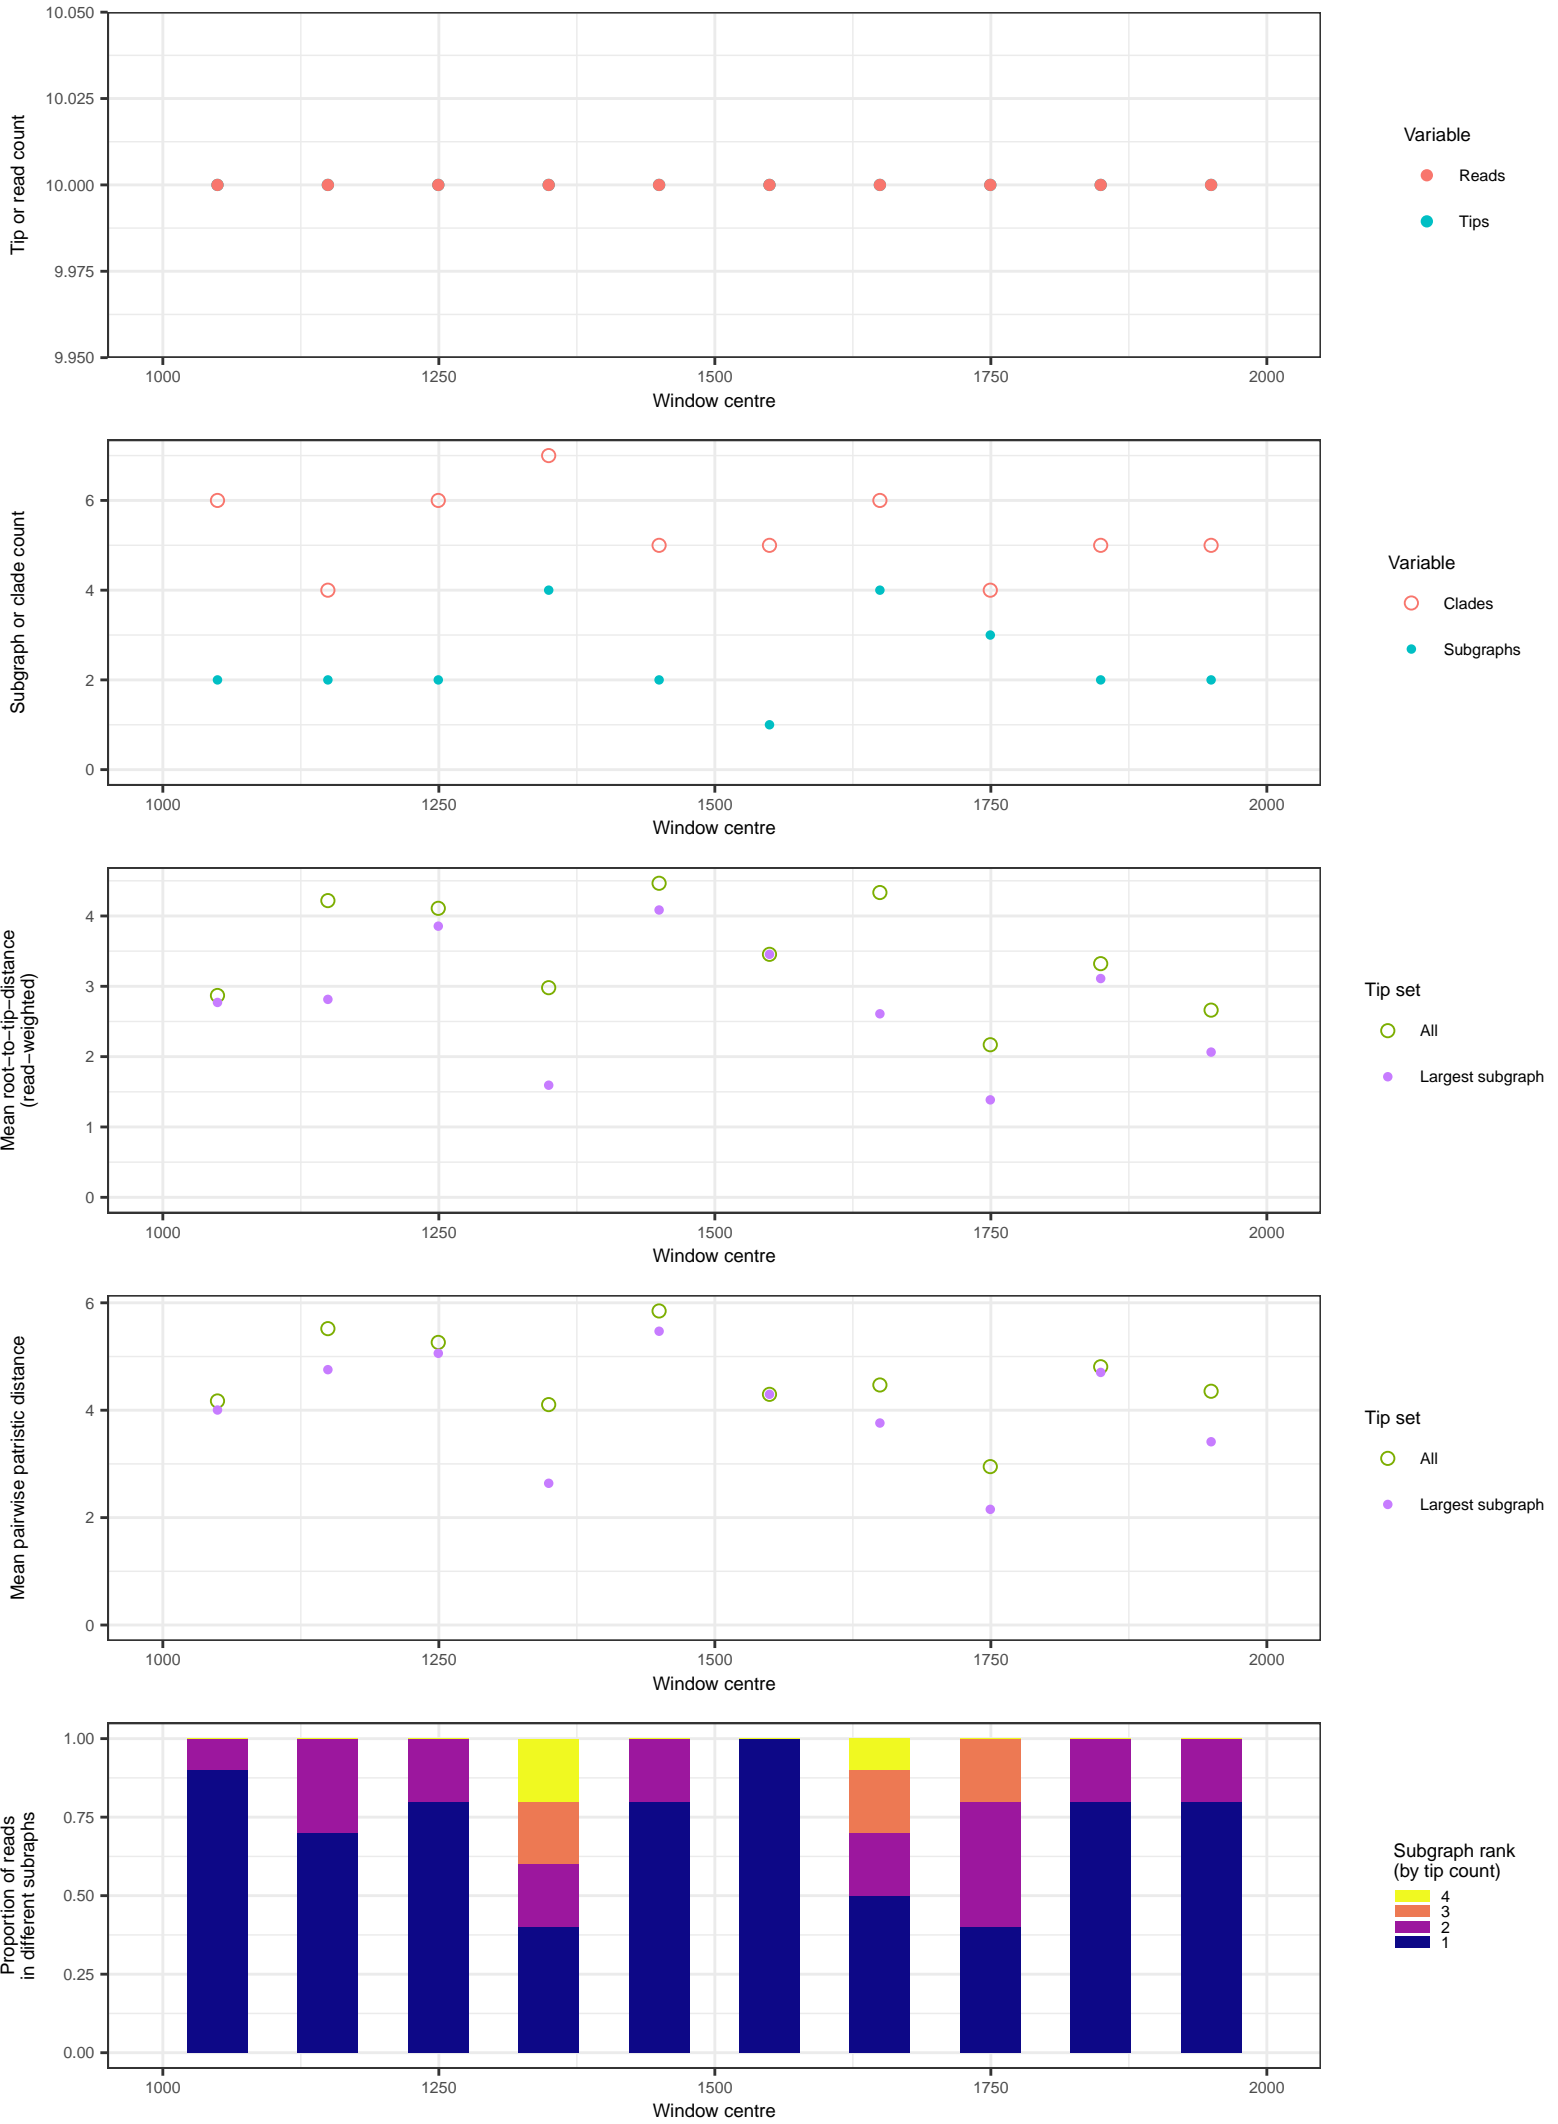 10.050
10.025
10.000
9.975
9.950
Tip or read count
1000 1250 1500 1750 2000
Window centre
Variable
Reads
Tips
6
4
2
0
Subgraph or clade count
1000 1250 1500 1750 2000
Window centre
Variable
Clades
Subgraphs
4
3
2
1
0
Mean root−to−tip−distance
(read−weighted)
1000 1250 1500 1750 2000
Window centre
Tip set
All
Largest subgraph
6
4
2
0
Mean pairwise patristic distance
1000 1250 1500 1750 2000
Window centre
Tip set
All
Largest subgraph
1.00
0.75
0.50
0.25
0.00
Proportion of reads
in different subraphs
1000 1250 1500 1750 2000
Window centre
Subgraph rank
(by tip count)
4
3
2
1